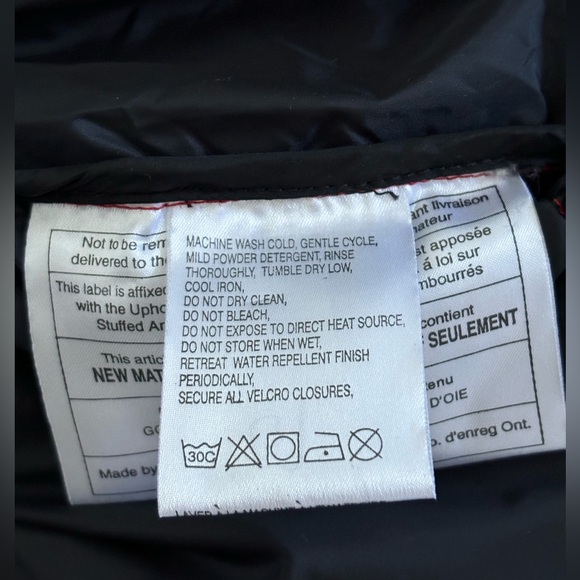 Not to be rem
delivered to the
This label is affixed
with the Upho
Stuffed Ar
This artic
NEW MAT
GO
Made by
MACHINE WASH COLD, GENTLE CYCLE,
MILD POWDER DETERGENT, RINSE
THOROUGHLY, TUMBLE DRY LOW,
COOL IRON,
DO NOT DRY CLEAN,
DO NOT BLEACH,
DO NOT EXPOSE TO DIRECT HEAT SOURCE,
DO NOT STORE WHEN WET,
RETREAT WATER REPELLENT FINISH
PERIODICALLY,
SECURE ALL VELCRO CLOSURES,
30C
ant livraison
nateur
st apposée
á loi sur
mbourrés
contient
SEULEMENT
tenu
D'OIE
o. d'enreg Ont.